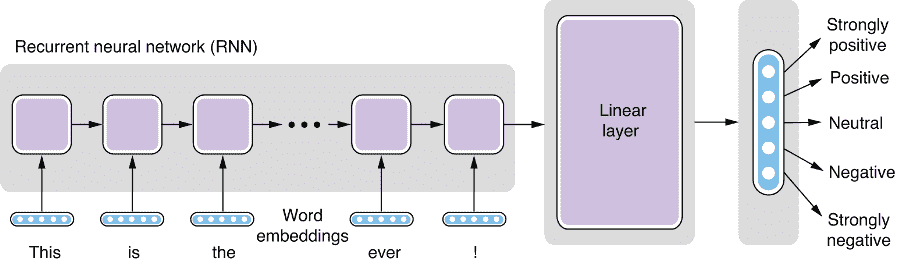 Recurrent neural network (RNN)
This
is
the
Word
embeddings
ever
!
Linear
layer
Strongly
positive
Positive
Neutral
Negative
Strongly
negative